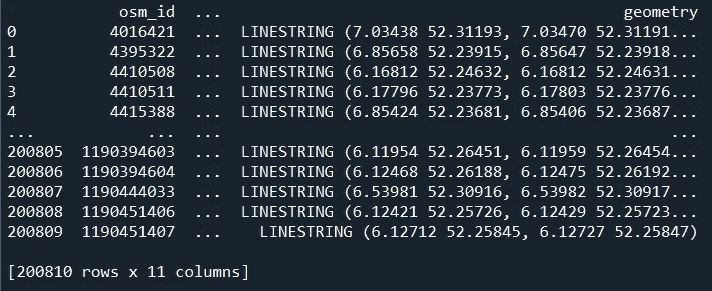 osm_id ... geometry
0 4016421 ... LINESTRING (7.03438 52.31193, 7.03470 52.31191...
1 4395322 ... LINESTRING (6.85658 52.23915, 6.85647 52.23918...
2 4410508 ... LINESTRING (6.16812 52.24632, 6.16812 52.24631...
3 4410511 ... LINESTRING (6.17796 52.23773, 6.17803 52.23776...
4 4415388 ... LINESTRING (6.85424 52.23681, 6.85406 52.23687...
... ... ... ...
200805 1190394603 ... LINESTRING (6.11954 52.26451, 6.11959 52.26454...
200806 1190394604 ... LINESTRING (6.12468 52.26188, 6.12475 52.26192...
200807 1190444033 ... LINESTRING (6.53981 52.30916, 6.53982 52.30917...
200808 1190451406 ... LINESTRING (6.12421 52.25726, 6.12429 52.25723...
200809 1190451407 ... LINESTRING (6.12712 52.25845, 6.12727 52.25847)
[200810 rows x 11 columns]